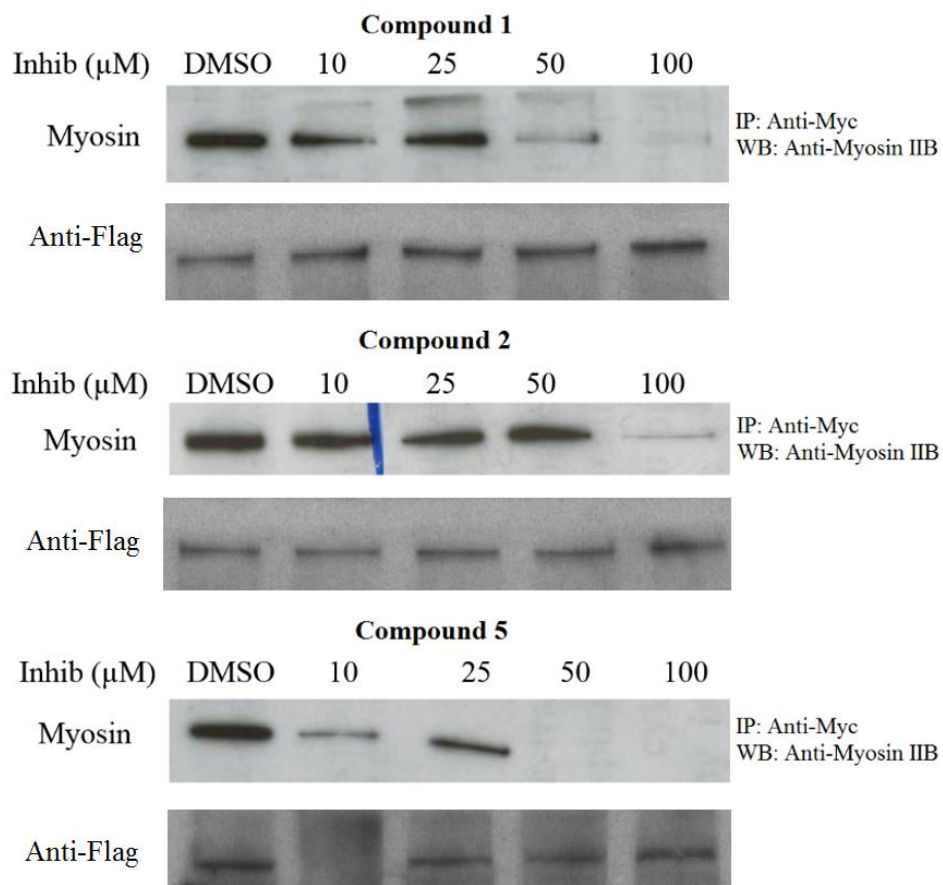 Compound 1
Inhib (µM) DMSO 10 25 50 100
Myosin
IP: Anti-Myc
WB: Anti-Myosin IIB
Anti-Flag
Compound 2
Inhib (µM) DMSO 10 25 50 100
Myosin
IP: Anti-Myc
WB: Anti-Myosin IIB
Anti-Flag
Compound 5
Inhib (µM) DMSO 10 25 50 100
Myosin
IP: Anti-Myc
WB: Anti-Myosin IIB
Anti-Flag